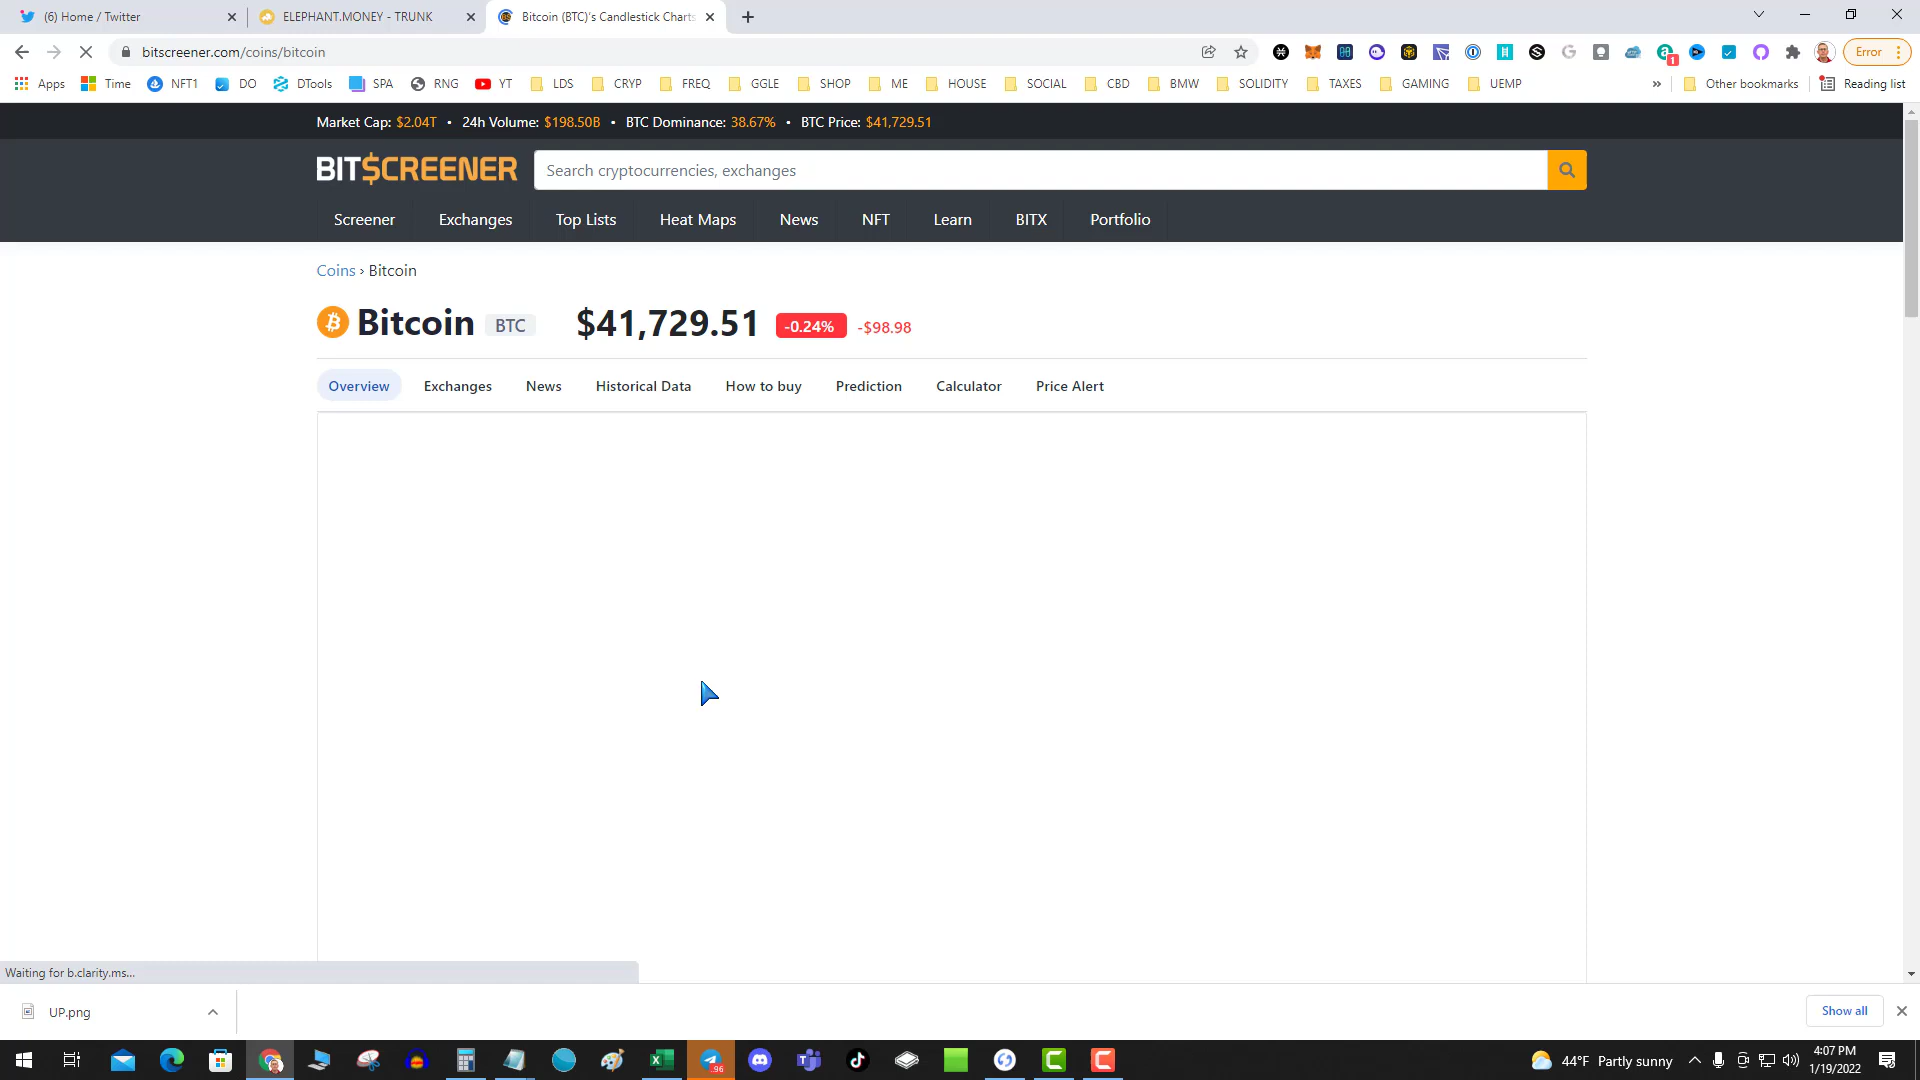 (6) Home / Twitter
ELEPHANT.MONEY - TRUNK
Bitcoin (BTC)'s Candlestick Charts
bitscreener.com/coins/bitcoin
Error
Apps Time NFT1 DO DTools SPA RNG YT LDS CRYP FREQ GGLE SHOP ME HOUSE SOCIAL CBD BMW SOLIDITY TAXES GAMING UEMP » Other bookmarks Reading list
Market Cap: $2.04T • 24h Volume: $198.50B • BTC Dominance: 38.67% • BTC Price: $41,729.51
BIT$CREENER
Search cryptocurrencies, exchanges
Screener Exchanges Top Lists Heat Maps News NFT Learn BITX Portfolio
Coins › Bitcoin
Bitcoin BTC $41,729.51 -0.24% -$98.98
Overview Exchanges News Historical Data How to buy Prediction Calculator Price Alert
Waiting for b.clarity.ms...
UP.png
Show all
96
44°F Partly sunny
4:07 PM
1/19/2022